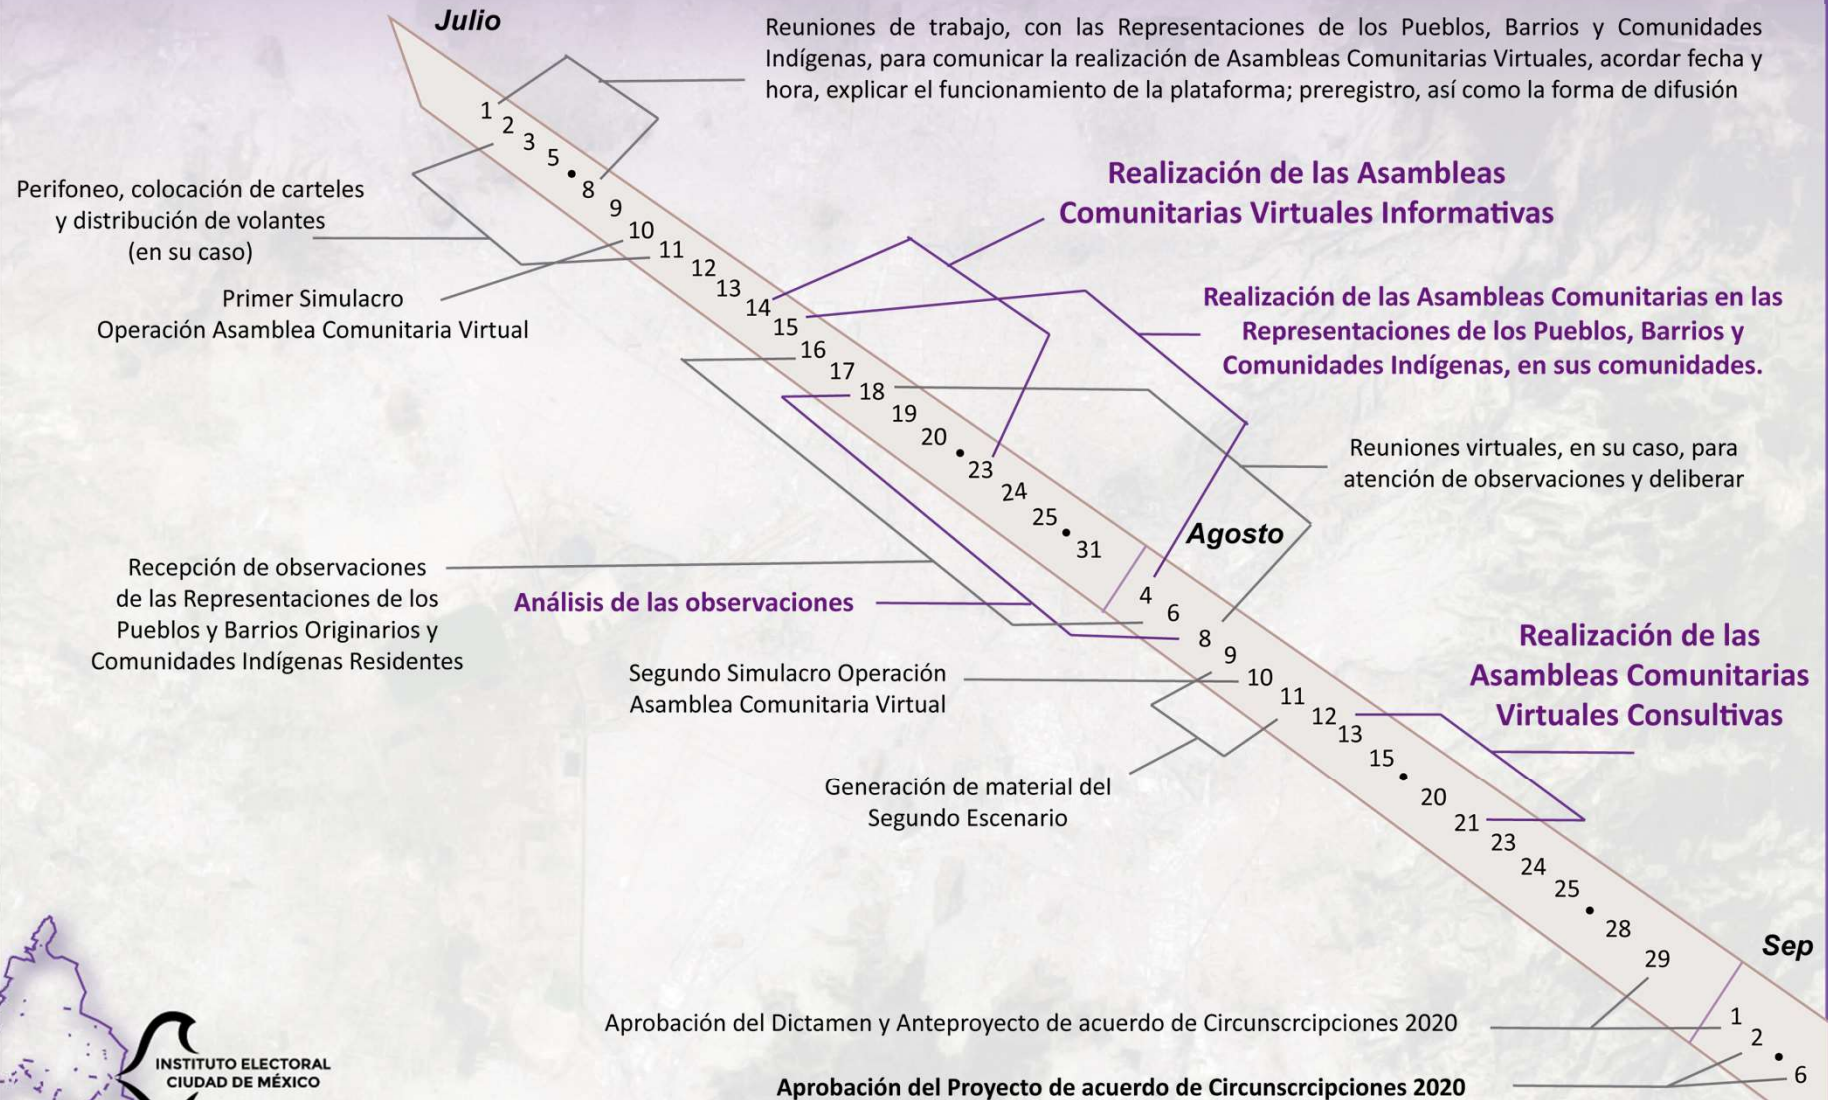 Julio
Reuniones de trabajo, con las Representaciones de los Pueblos, Barrios y Comunidades
Indígenas, para comunicar la realización de Asambleas Comunitarias Virtuales, acordar fecha y
hora, explicar el funcionamiento de la plataforma; preregistro, así como la forma de difusión
1
2
3
5
8
9
10
11
12
13
14
15
16
17
18
19
20
23
24
25
31
Perifoneo, colocación de carteles
y distribución de volantes
(en su caso)
Primer Simulacro
Operación Asamblea Comunitaria Virtual
Realización de las Asambleas
Comunitarias Virtuales Informativas
Realización de las Asambleas Comunitarias en las
Representaciones de los Pueblos, Barrios y
Comunidades Indígenas, en sus comunidades.
Reuniones virtuales, en su caso, para
atención de observaciones y deliberar
Recepción de observaciones
de las Representaciones de los
Pueblos y Barrios Originarios y
Comunidades Indígenas Residentes
Análisis de las observaciones
Agosto
4
6
8
9
10
11
12
13
15
20
21
23
24
25
28
29
Segundo Simulacro Operación
Asamblea Comunitaria Virtual
Generación de material del
Segundo Escenario
Realización de las
Asambleas Comunitarias
Virtuales Consultivas
Sep
1
2
6
Aprobación del Dictamen y Anteproyecto de acuerdo de Circunscrcipciones 2020
Aprobación del Proyecto de acuerdo de Circunscrcipciones 2020
INSTITUTO ELECTORAL
CIUDAD DE MÉXICO